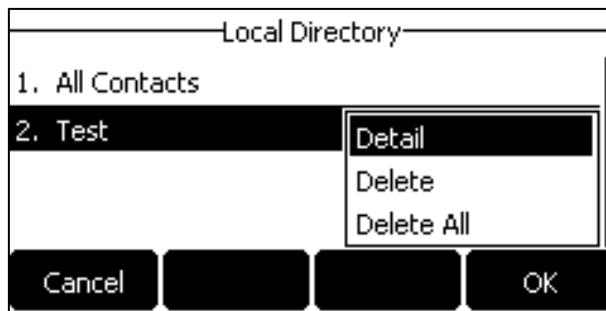 Local Directory
1. All Contacts
2. Test
Detail
Delete
Delete All
Cancel OK